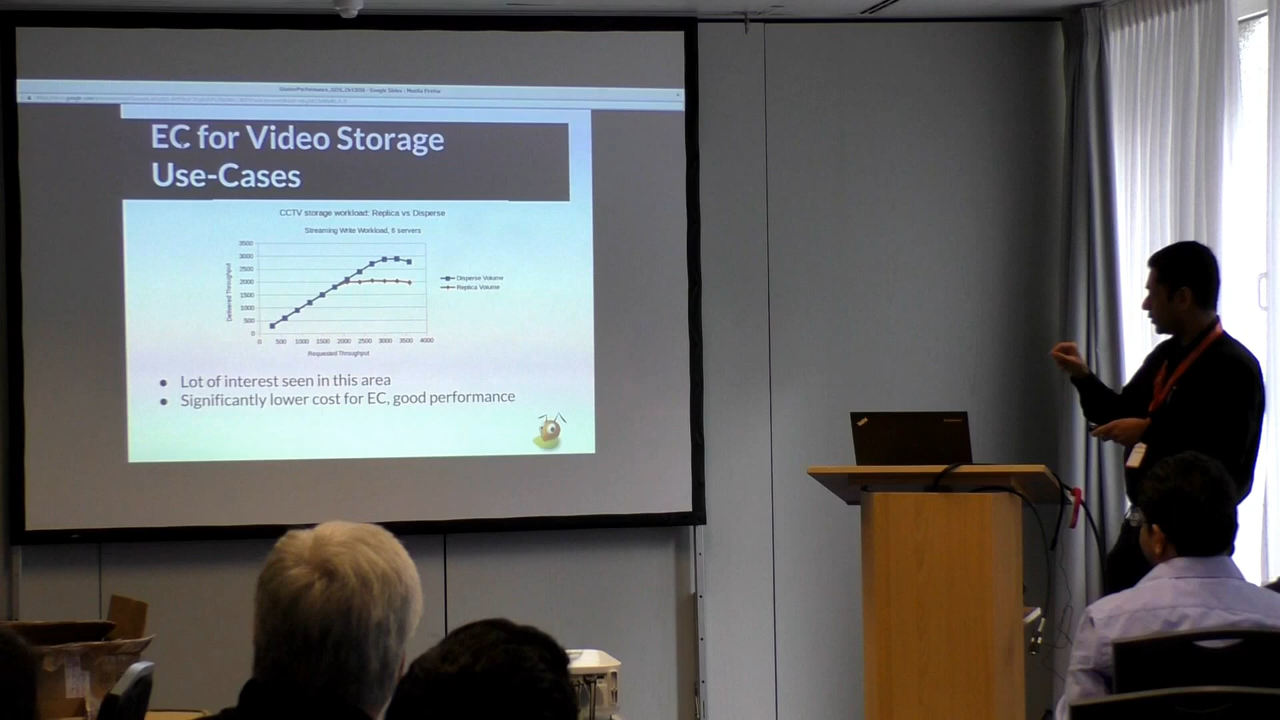 EC for Video Storage
Use-Cases
CCTV storage workload: Replica vs Disperse
Streaming Write Workload, 6 servers
Delivered Throughput
3500
3000
2500
2000
1500
1000
500
0
0 500 1000 1500 2000 2500 3000 3500 4000
Requested Throughput
Disperse Volume
Replica Volume
● Lot of interest seen in this area
● Significantly lower cost for EC, good performance